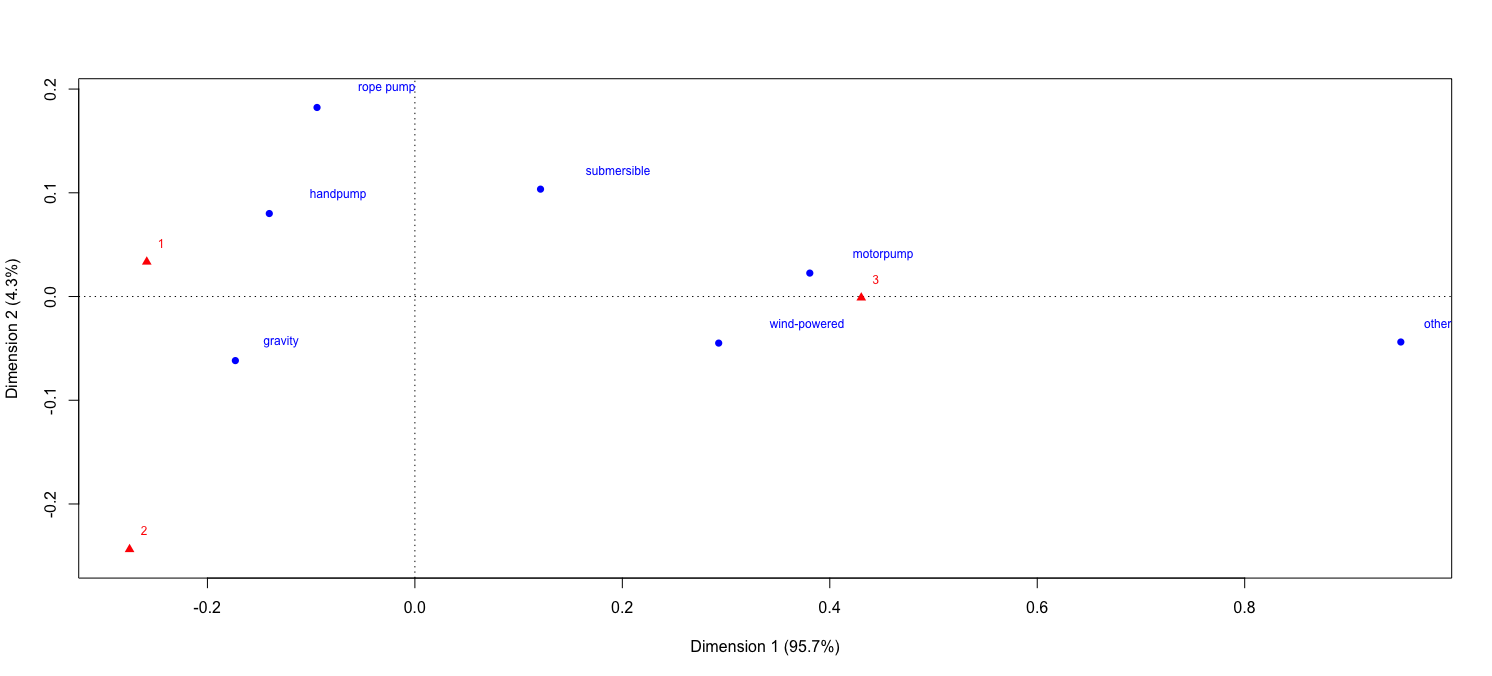 rope pump
submersible
handpump
1
motorpump
3
wind-powered
other
gravity
2
0.2
0.1
0.0
-0.1
-0.2
Dimension 2 (4.3%)
-0.2
0.0
0.2
0.4
0.6
0.8
Dimension 1 (95.7%)